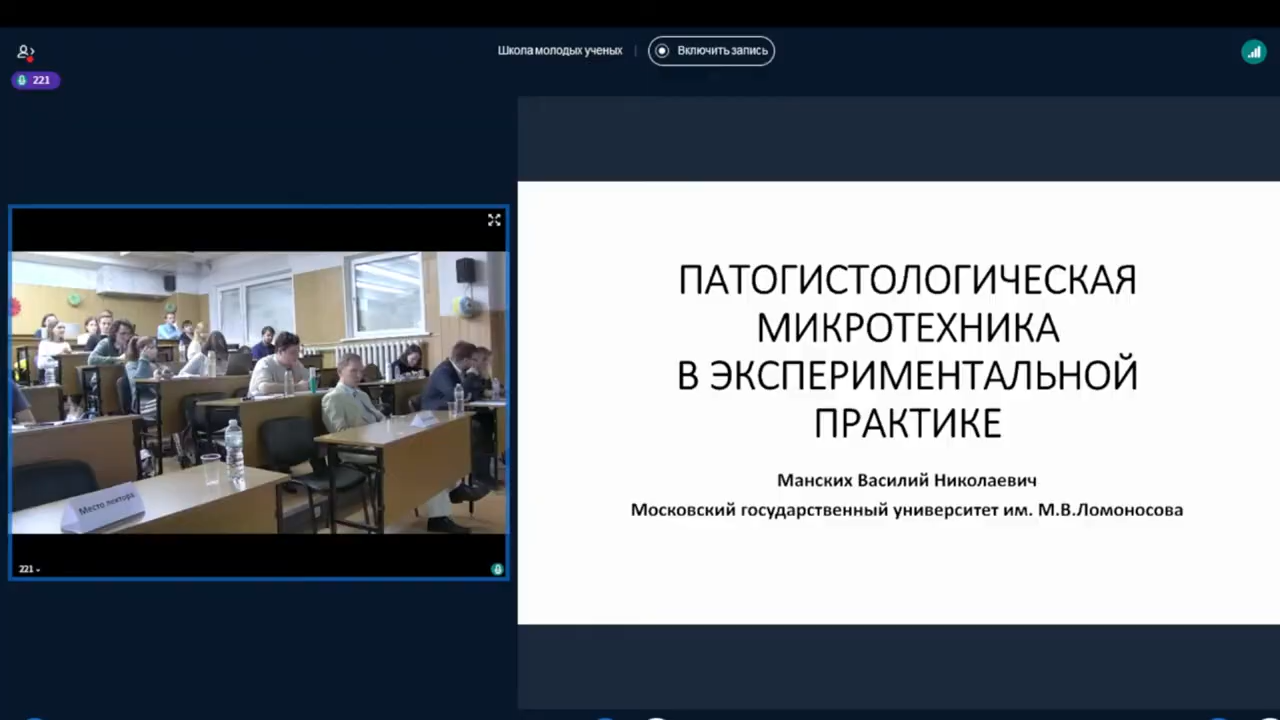 Школа молодых ученых
Включить запись
221
ПАТОГИСТОЛОГИЧЕСКАЯ
МИКРОТЕХНИКА
В ЭКСПЕРИМЕНТАЛЬНОЙ
ПРАКТИКЕ
Манских Василий Николаевич
Московский государственный университет им. М.В.Ломоносова
Место лектора
221